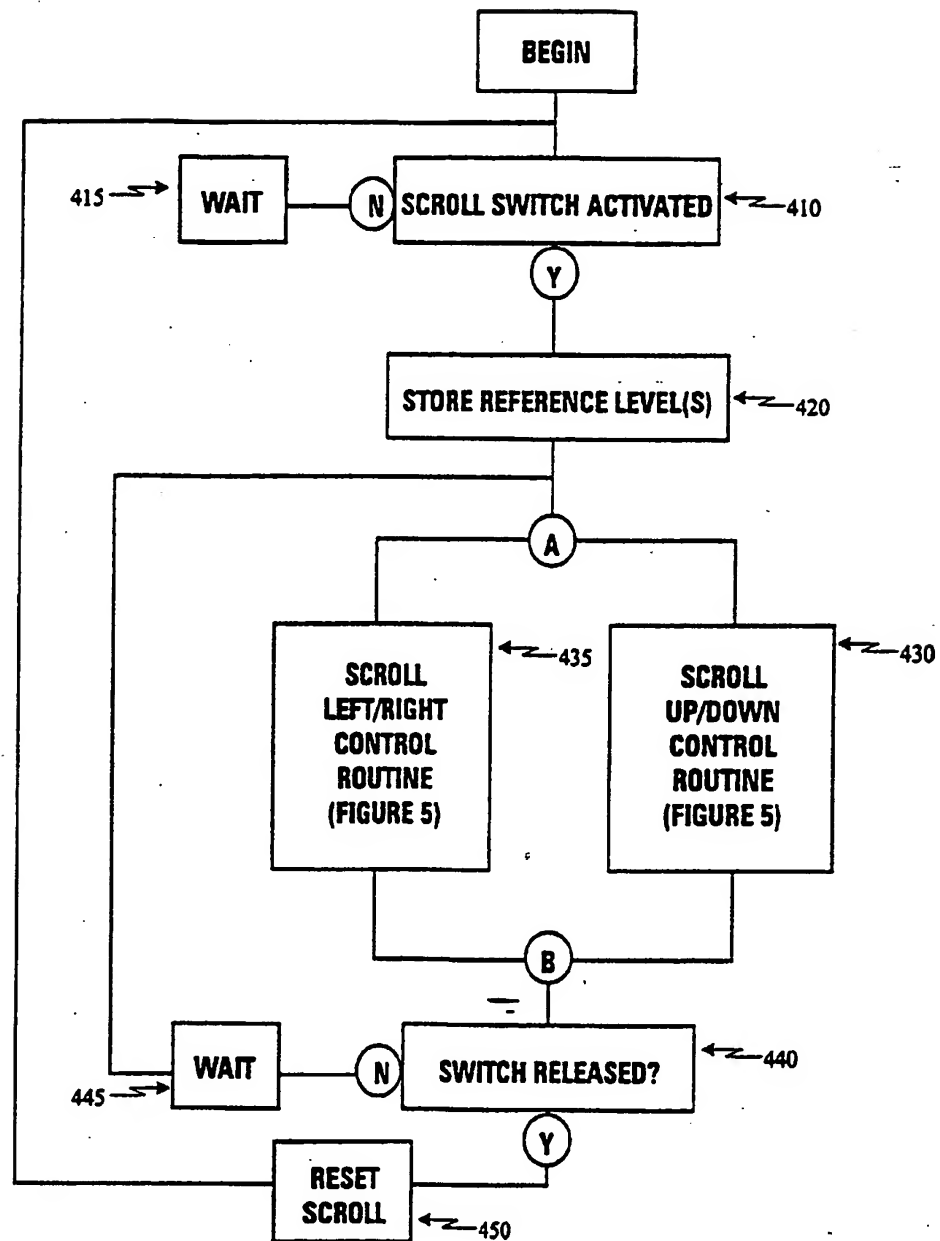 BEGIN
415
WAIT
N
SCROLL SWITCH ACTIVATED
410
Y
STORE REFERENCE LEVEL(S)
420
A
SCROLL
LEFT/RIGHT
CONTROL
ROUTINE
(FIGURE 5)
435
SCROLL
UP/DOWN
CONTROL
ROUTINE
(FIGURE 5)
430
B
445
WAIT
N
SWITCH RELEASED?
440
Y
RESET
SCROLL
450